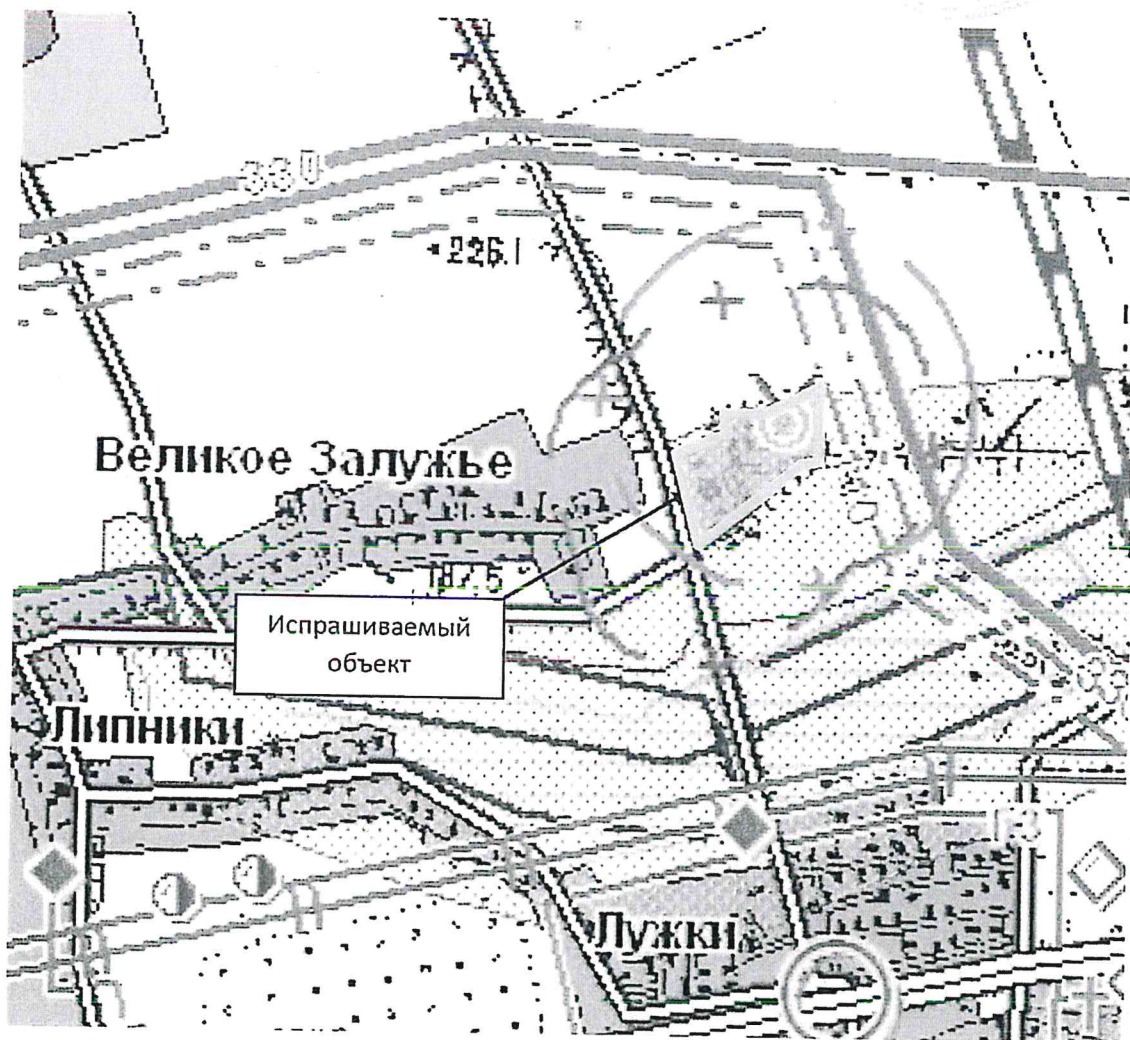 330
226.1
Великое Залужье
187.5
Испрашиваемый
объект
Липники
Лужки